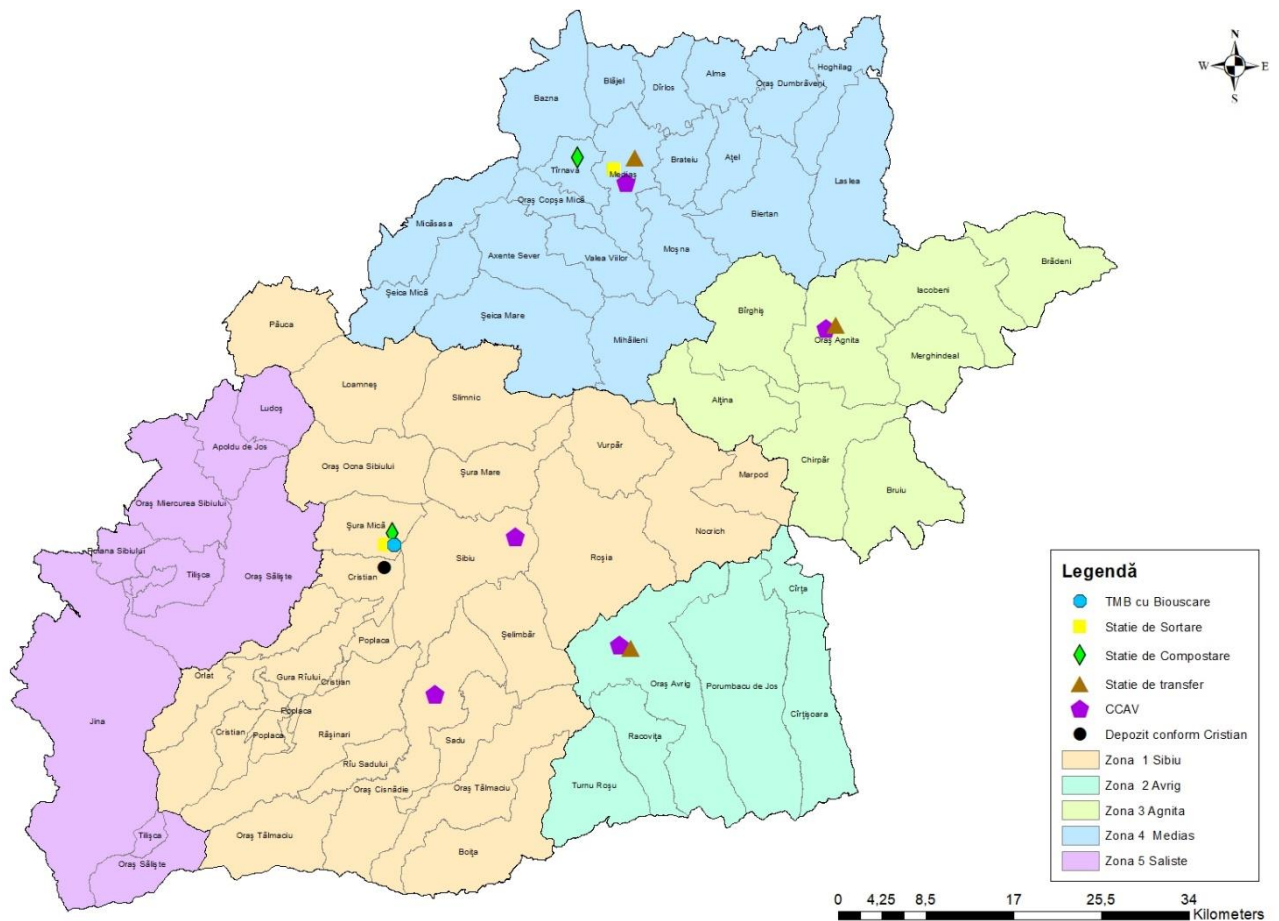 N
W
E
S
Hoghilag
Alma
Blăjel
Dîrlos
Oraș Dumbrăveni
Bazna
Brateiu
Ațel
Tîrnava
Medias
Laslea
Oraș Copșa Mică
Biertan
Micăsasa
Moșna
Axente Sever
Valea Viilor
Brădeni
Iacobeni
Șeica Mică
Bîrghiș
Șeica Mare
Păuca
Mihăileni
Oraș Agnita
Merghindeal
Loamneș
Slimnic
Alțina
Ludoș
Vurpăr
Apoldu de Jos
Chirpăr
Oraș Ocna Sibiului
Șura Mare
Marpod
Bruiu
Oraș Miercurea Sibiului
Șura Mică
Nocrich
Poiana Sibiului
Sibiu
Roșia
Tilișca
Oraș Săliște
Cristian
Cîrța
Poplaca
Șelimbăr
Orlat
Gura Rîului
Cristian
Oraș Avrig
Porumbacu de Jos
Poplaca
Jina
Cîrțișoara
Cristian
Poplaca
Rășinari
Sadu
Racovița
Rîu Sadului
Turnu Roșu
Oraș Cisnădie
Oraș Tălmaciu
Tilișca
Oraș Tălmaciu
Boița
Oraș Săliște
Legendă
TMB cu Biouscare
Statie de Sortare
Statie de Compostare
Statie de transfer
CCAV
Depozit conform Cristian
Zona 1 Sibiu
Zona 2 Avrig
Zona 3 Agnita
Zona 4 Medias
Zona 5 Saliste
0 4,25 8,5 17 25,5 34
Kilometers